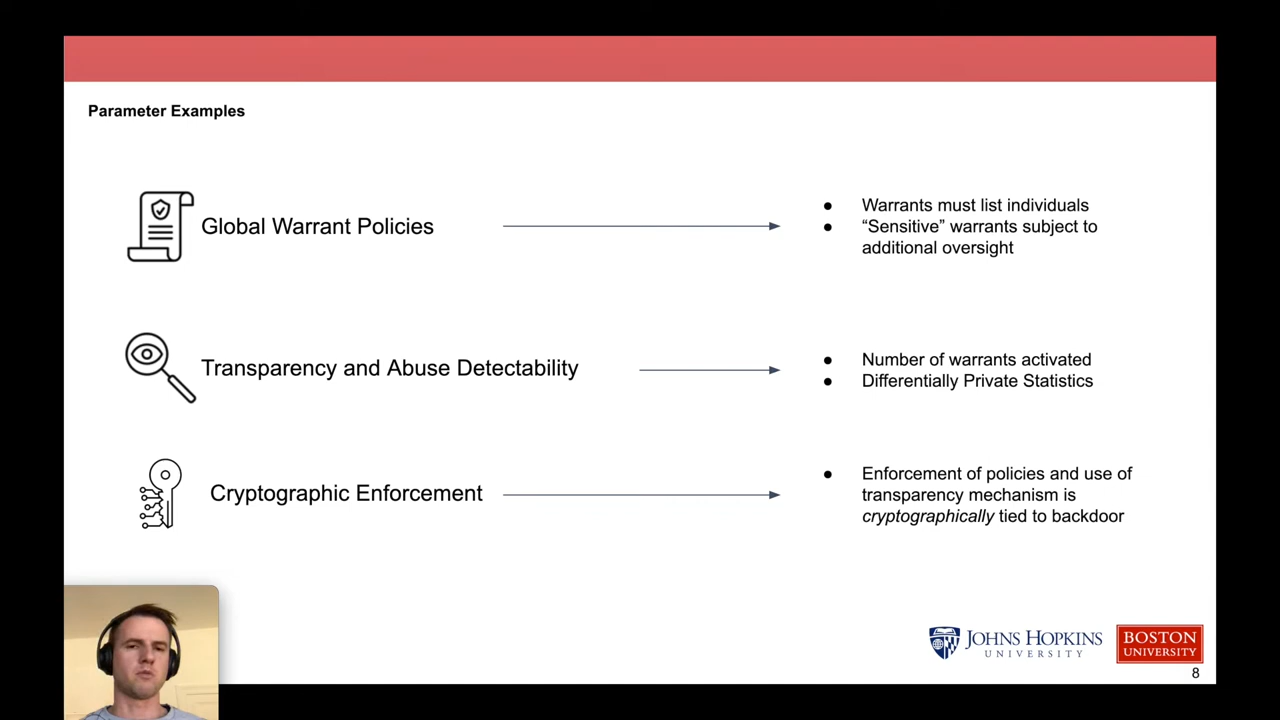 Parameter Examples
Global Warrant Policies
● Warrants must list individuals
● “Sensitive” warrants subject to
additional oversight
Transparency and Abuse Detectability
● Number of warrants activated
● Differentially Private Statistics
Cryptographic Enforcement
● Enforcement of policies and use of
transparency mechanism is
cryptographically tied to backdoor
JOHNS HOPKINS
UNIVERSITY
BOSTON
UNIVERSITY
8